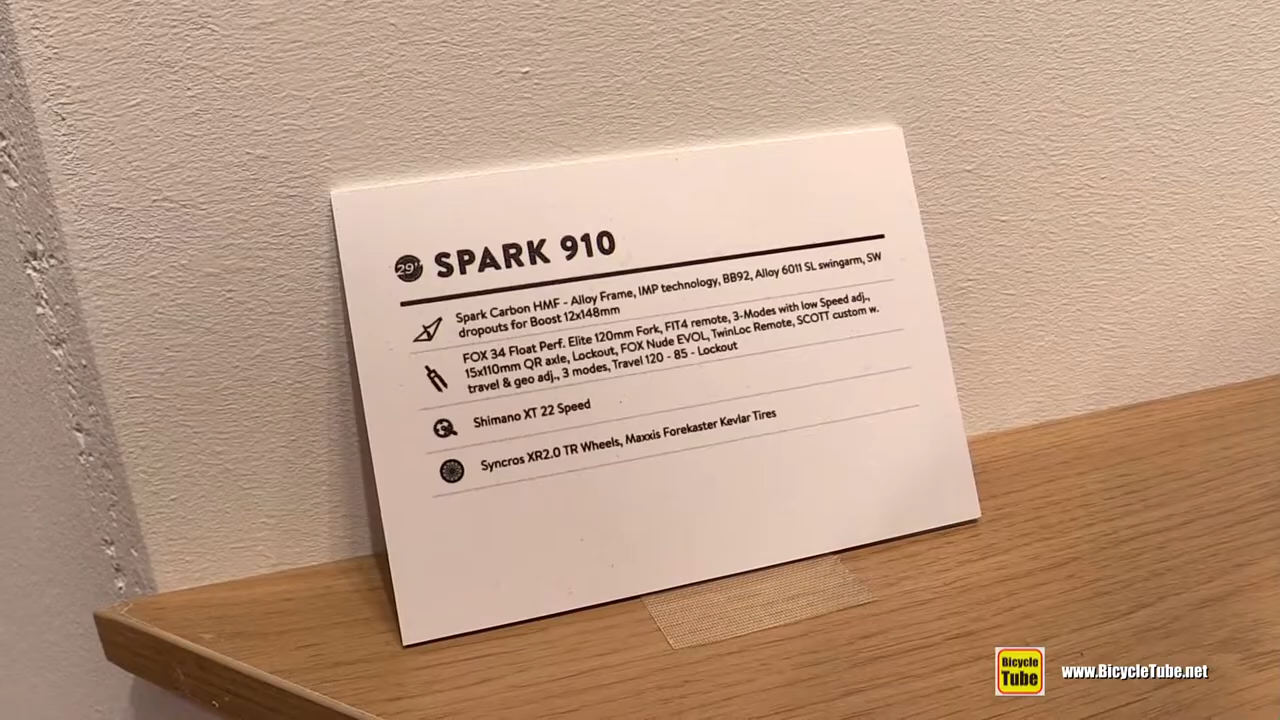 29"
SPARK 910
Spark Carbon HMF - Alloy Frame, IMP technology, BB92, Alloy 6011 SL swingarm, SW
dropouts for Boost 12x148mm
FOX 34 Float Perf. Elite 120mm Fork, FIT4 remote, 3-Modes with low Speed adj.,
15x110mm QR axle, Lockout, FOX Nude EVOL, TwinLoc Remote, SCOTT custom w.
travel & geo adj., 3 modes, Travel 120 - 85 - Lockout
Shimano XT 22 Speed
Syncros XR2.0 TR Wheels, Maxxis Forekaster Kevlar Tires
Bicycle
Tube
www.BicycleTube.net